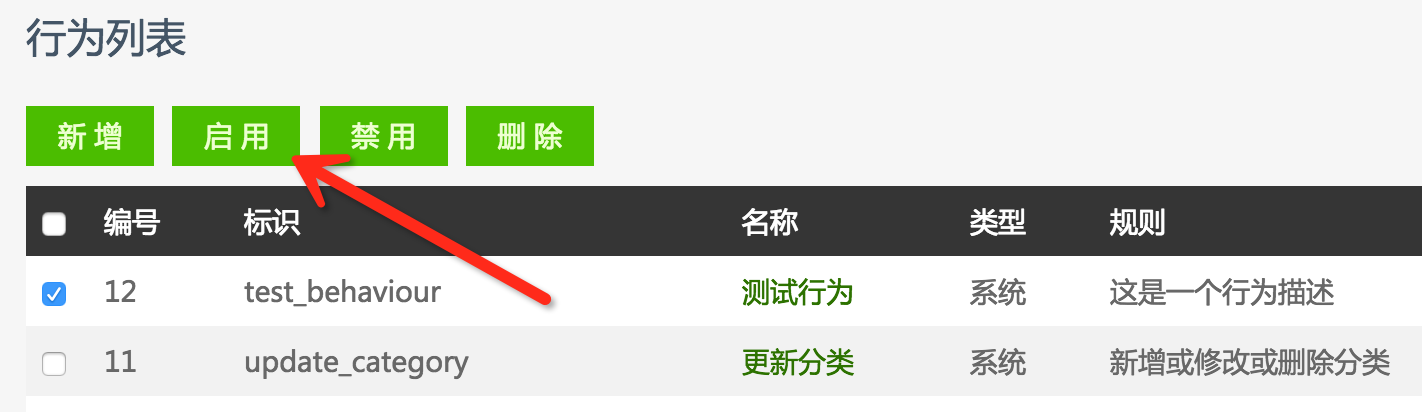 行为列表
新 增 启 用 禁 用 删 除
编号 标识 名称 类型 规则
12 test_behaviour 测试行为 系统 这是一个行为描述
11 update_category 更新分类 系统 新增或修改或删除分类